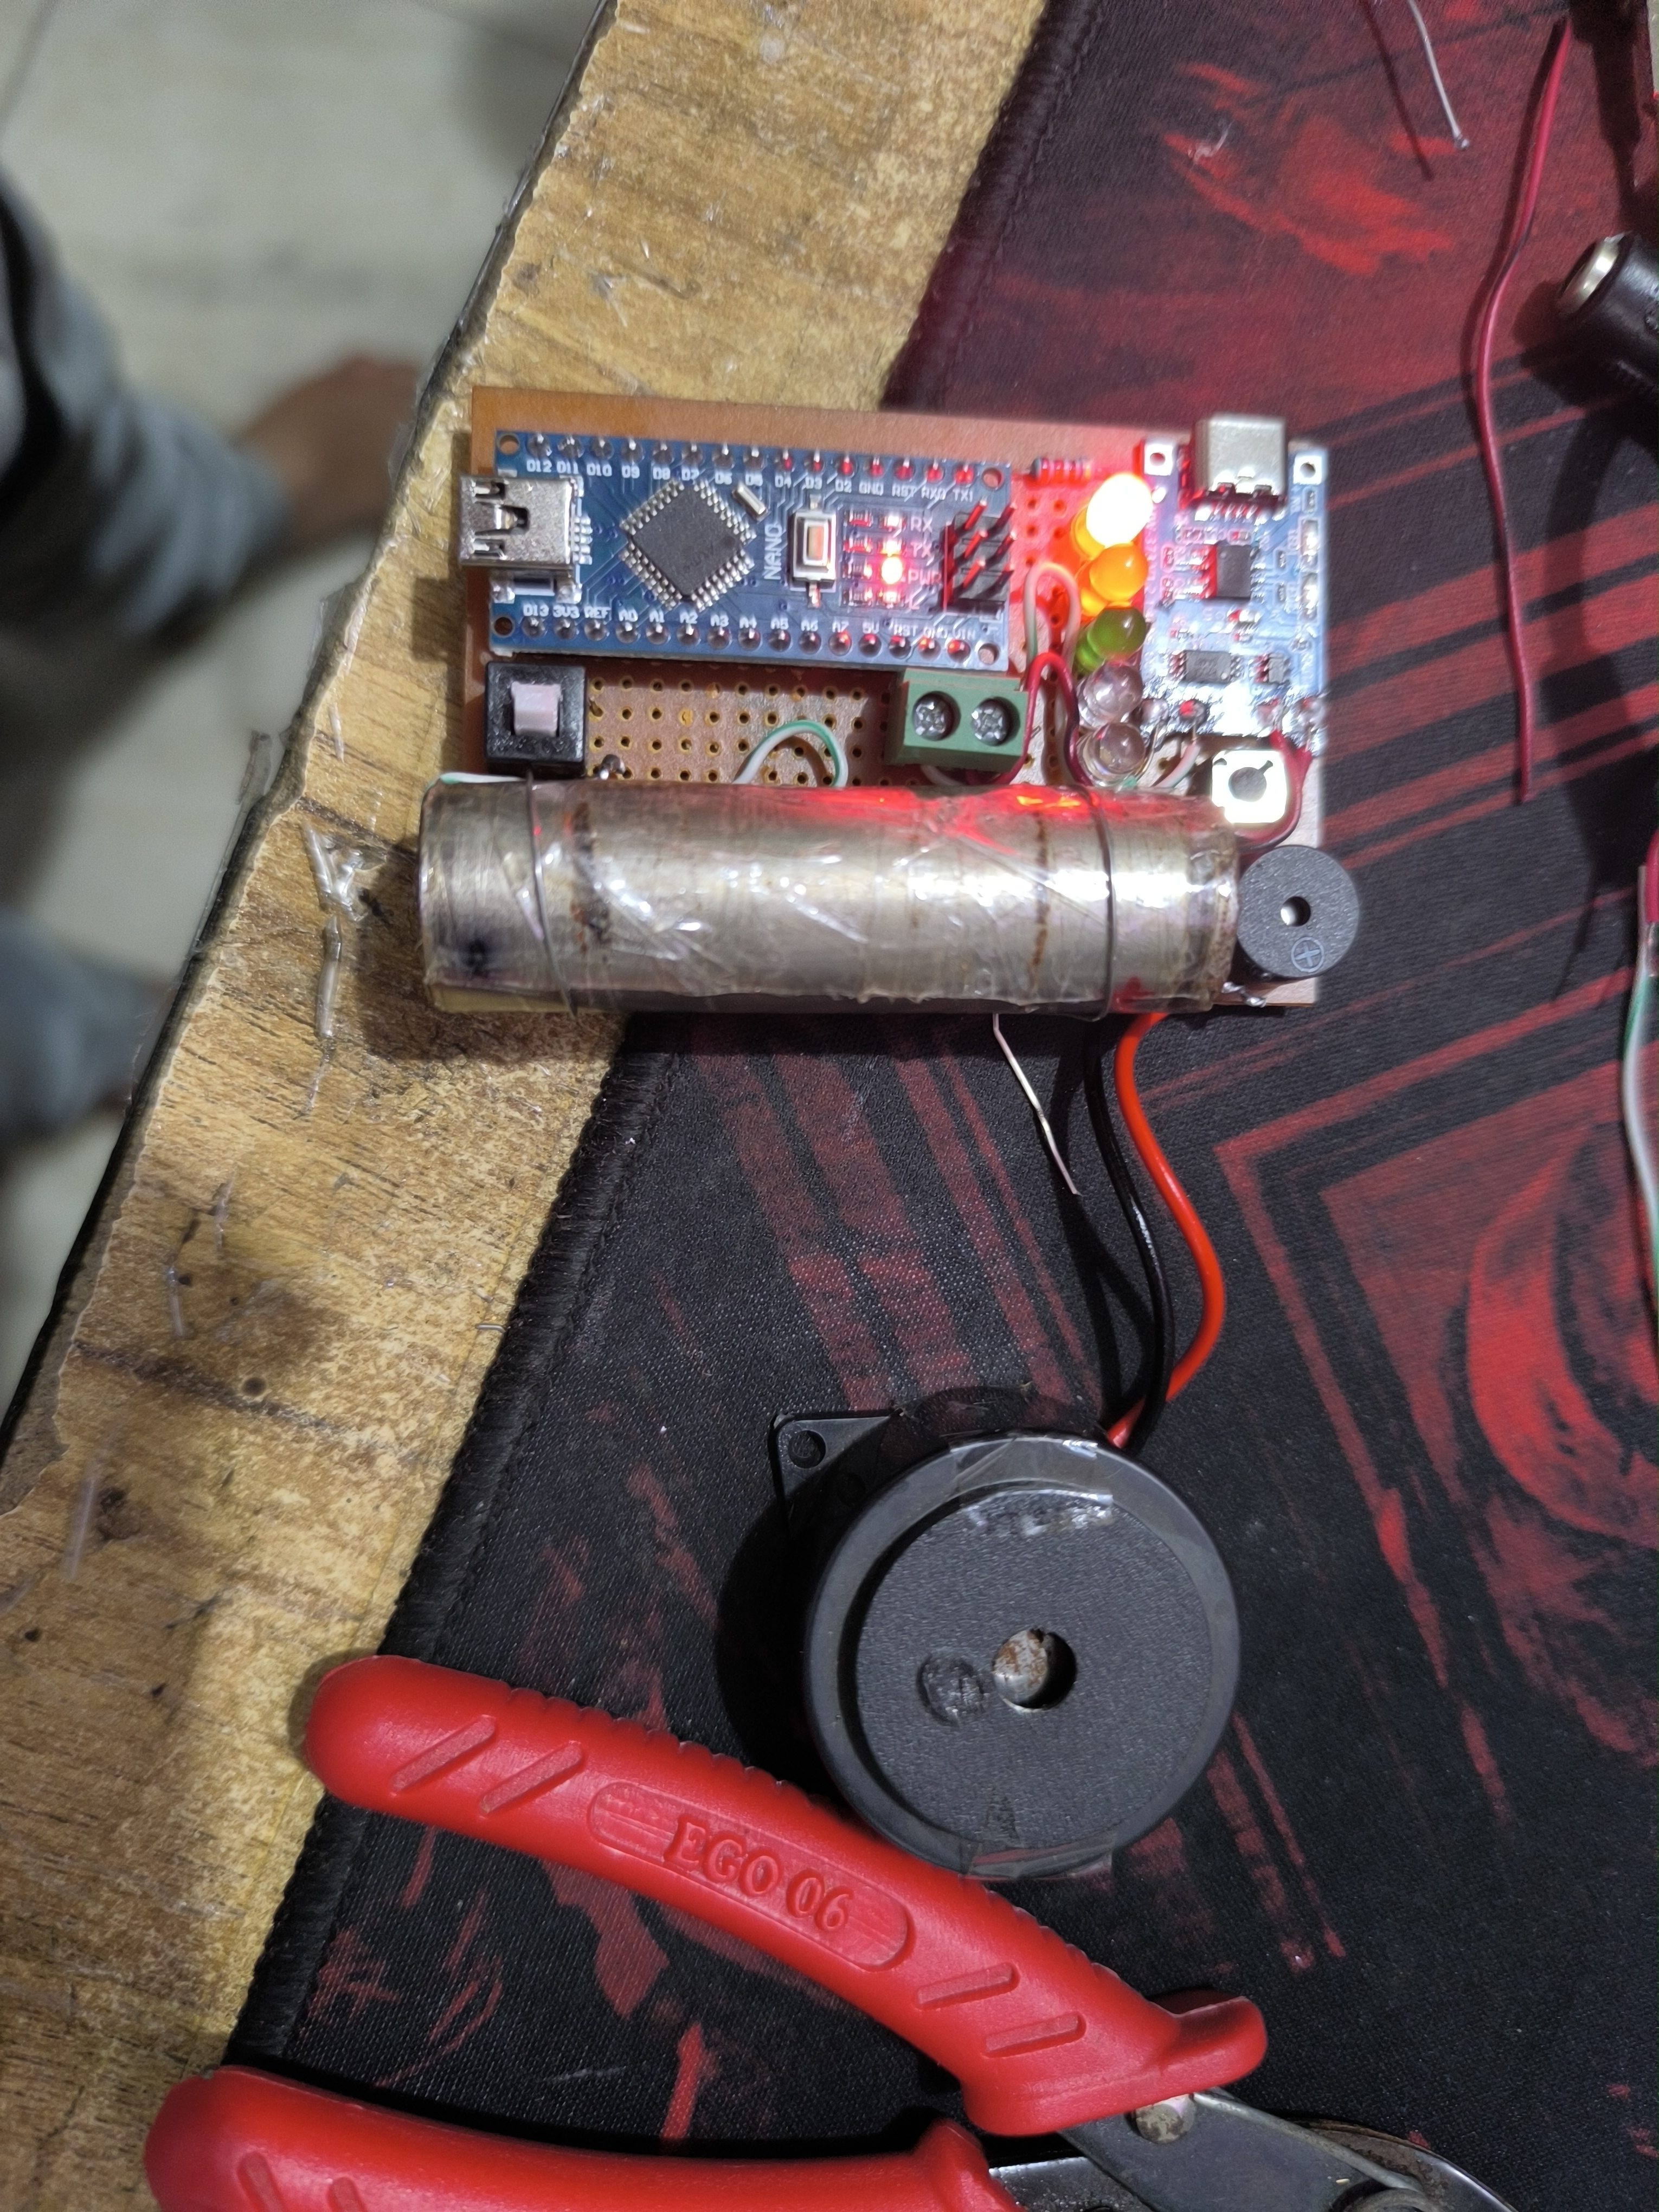 D12 D11 D10 D9 D8 D7 D6 D5 D4 D3 D2 GND RST RX0 TX1
RX
TX
PWR
L
NANO
D13 3V3 REF A0 A1 A2 A3 A4 A5 A6 A7 5V RST GND VIN
EGO 06